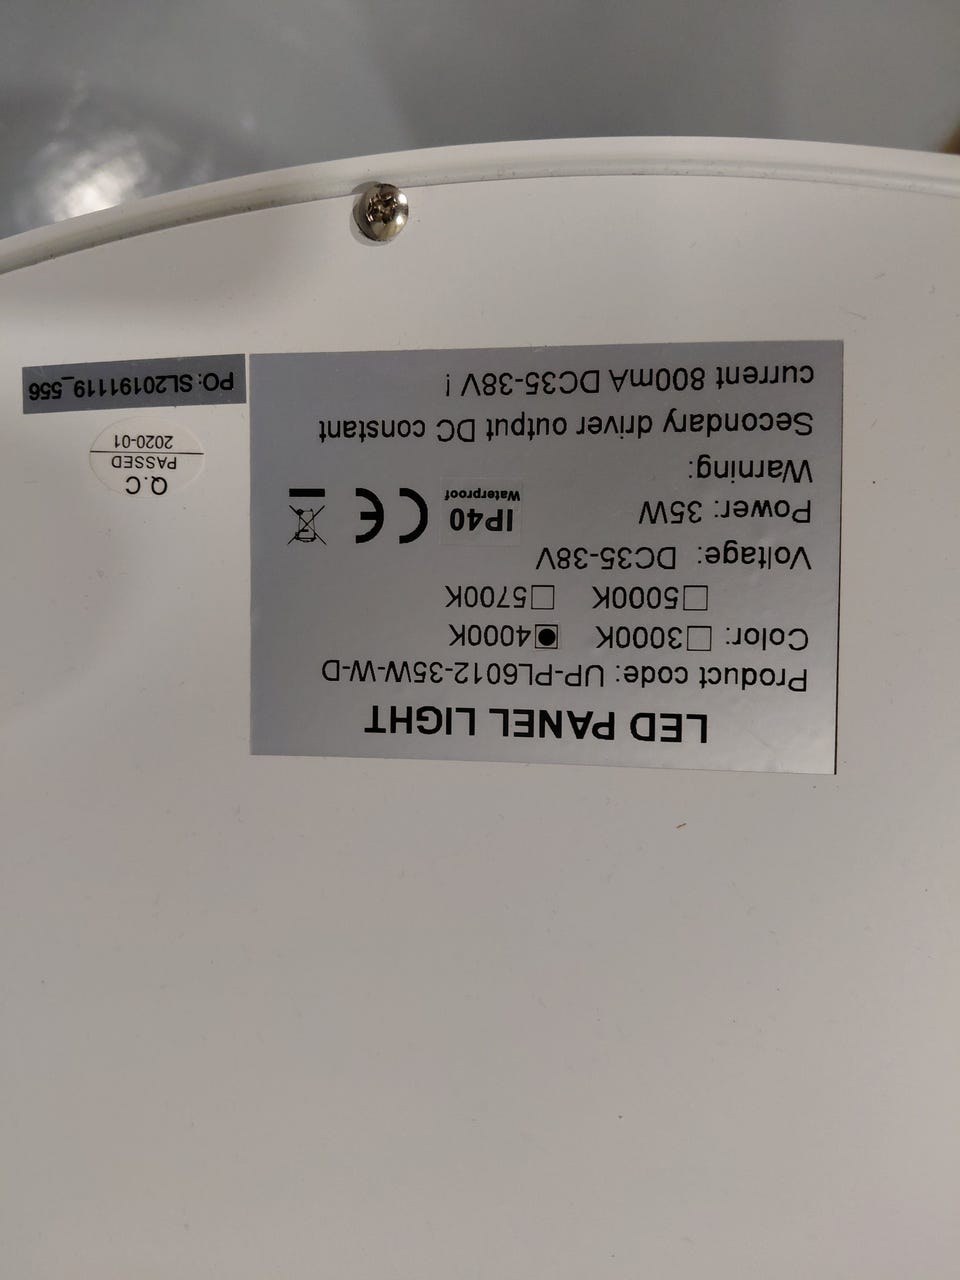 LED PANEL LIGHT
Product code: UP-PL6012-35W-W-D
Color: □3000K ▣4000K
□5000K □5700K
Voltage: DC35-38V
Power: 35W
IP40
Waterproof
CE
Warning:
Secondary driver output DC constant
current 800mA DC35-38V !
Q.C
PASSED
2020-01
PO: SL20191119_556